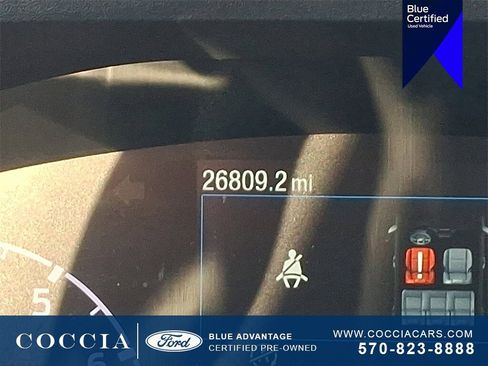 Blue
Certified
Used Vehicle
26809.2 mi
5
6
COCCIA
Ford
BLUE ADVANTAGE
CERTIFIED PRE-OWNED
WWW.COCCIACARS.COM
570-823-8888